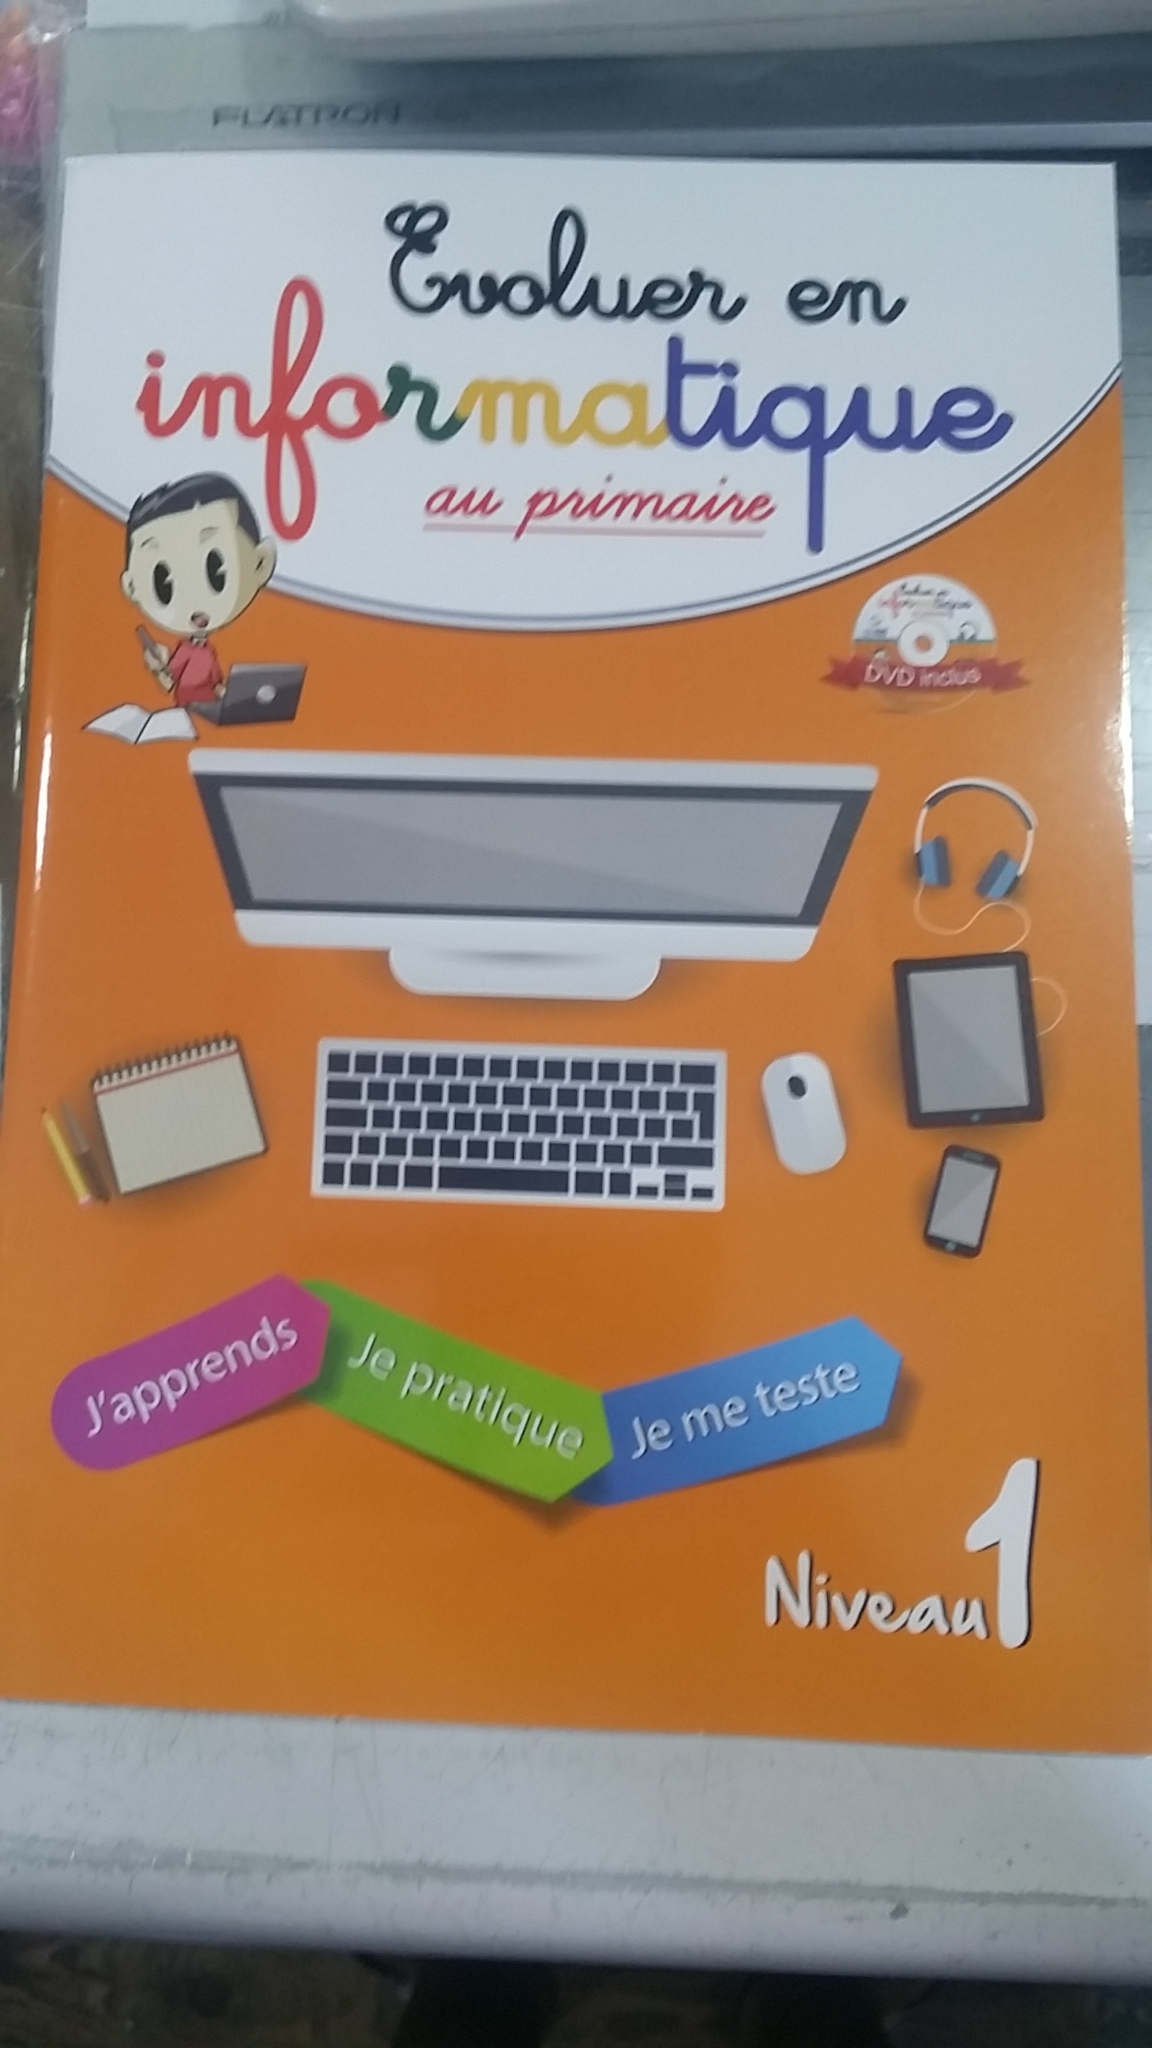 FLATRON
Evoluer en
informatique
au primaire
DVD inclus
J'apprends
Je pratique
Je me teste
Niveau 1